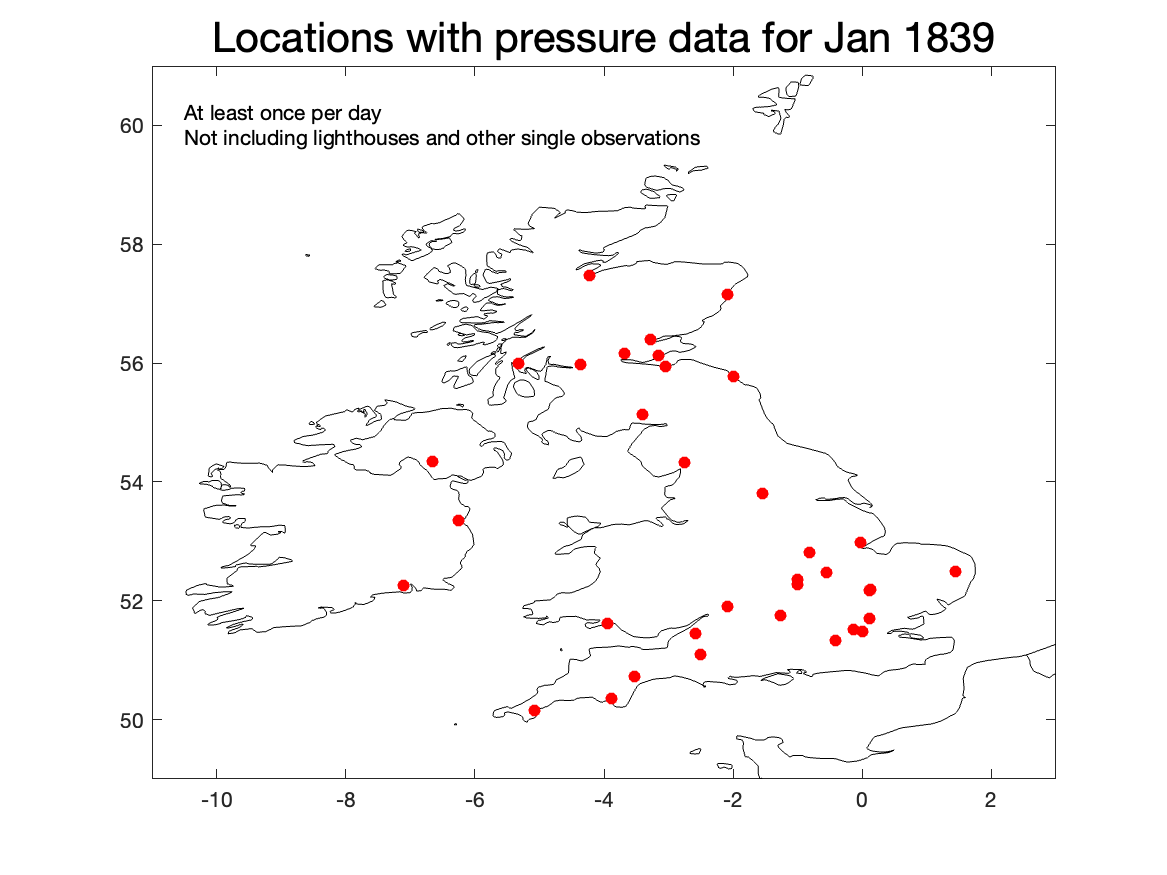 Locations with pressure data for Jan 1839
At least once per day
Not including lighthouses and other single observations
60
58
56
54
52
50
-10 -8 -6 -4 -2 0 2